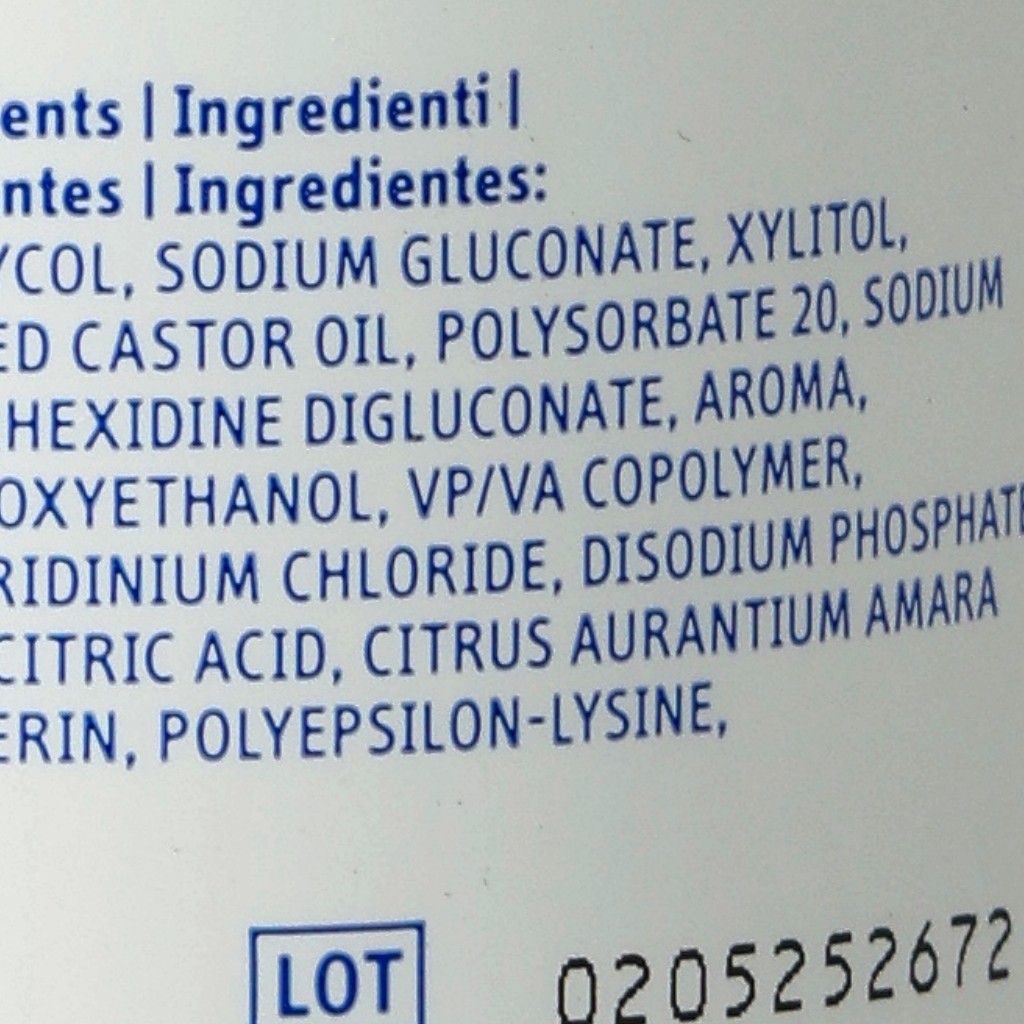 ents | Ingredienti |
ntes | Ingredientes:
YCOL, SODIUM GLUCONATE, XYLITOL,
ED CASTOR OIL, POLYSORBATE 20, SODIUM
HEXIDINE DIGLUCONATE, AROMA,
OXYETHANOL, VP/VA COPOLYMER,
RIDINIUM CHLORIDE, DISODIUM PHOSPHATE
CITRIC ACID, CITRUS AURANTIUM AMARA
ERIN, POLYEPSILON-LYSINE,
LOT 0205252672